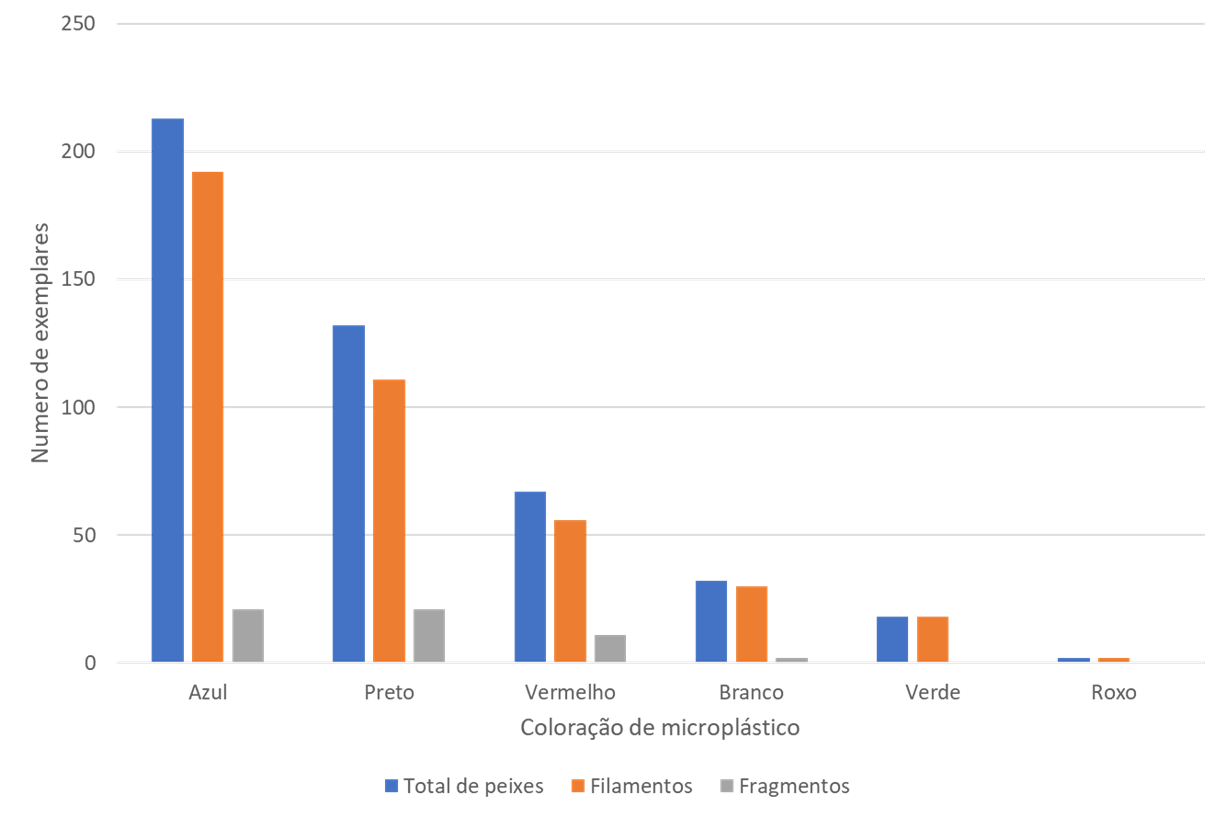 250
200
150
100
50
0
Numero de exemplares
Azul Preto Vermelho Branco Verde Roxo
Coloração de microplástico
Total de peixes Filamentos Fragmentos